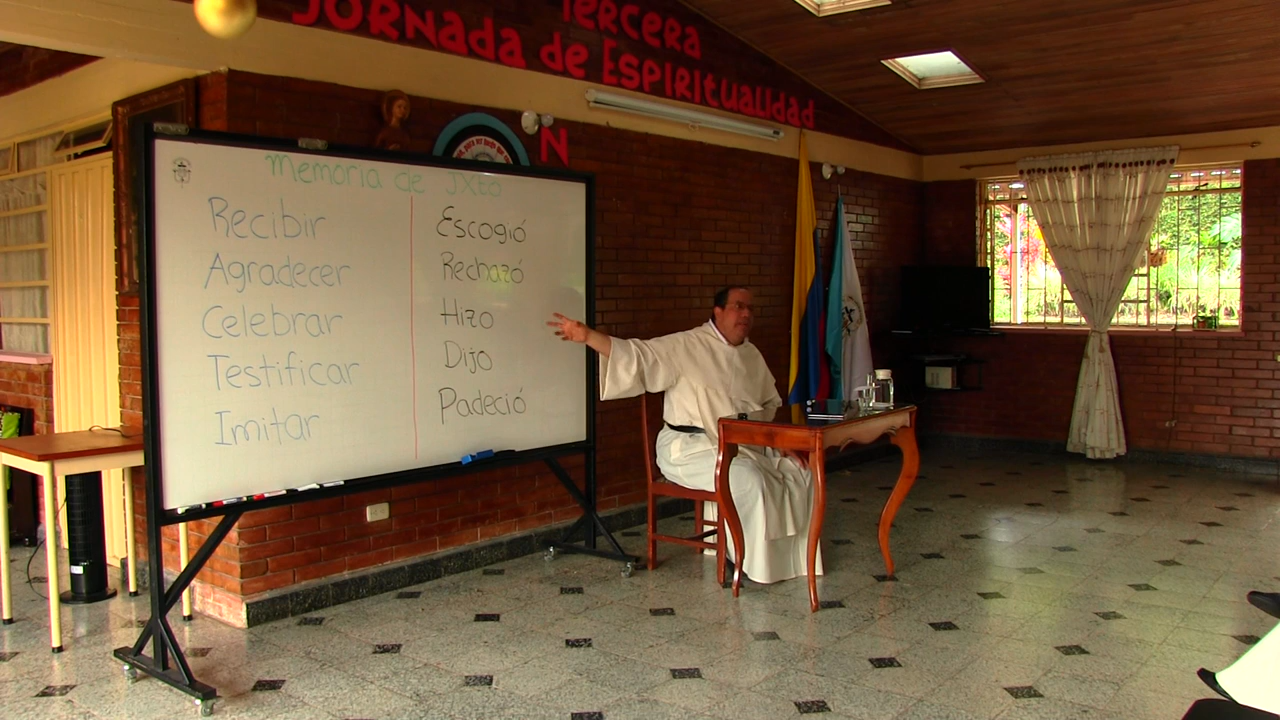 Tercera
Jornada de Espiritualidad
N
Memoria de JXto
Recibir
Agradecer
Celebrar
Testificar
Imitar
Escogió
Rechazó
Hizo
Dijo
Padeció